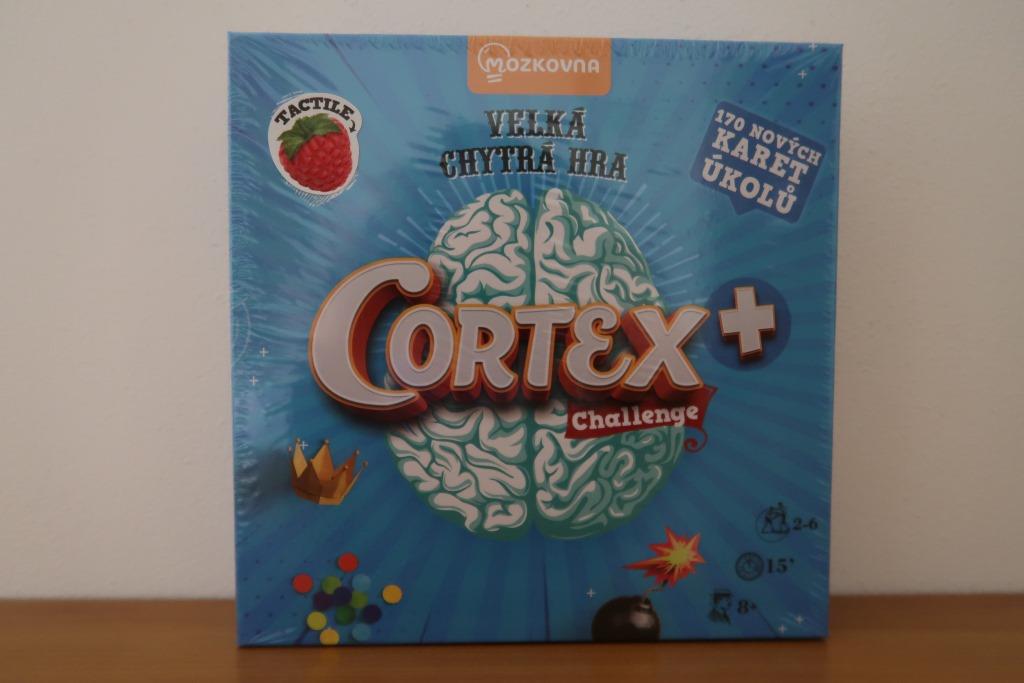 MOZKOVNA
TACTILE
VELKÁ
CHYTRÁ HRA
170 NOVÝCH
KARET
ÚKOLŮ
CORTEX+
Challenge
2-6
15'
8+